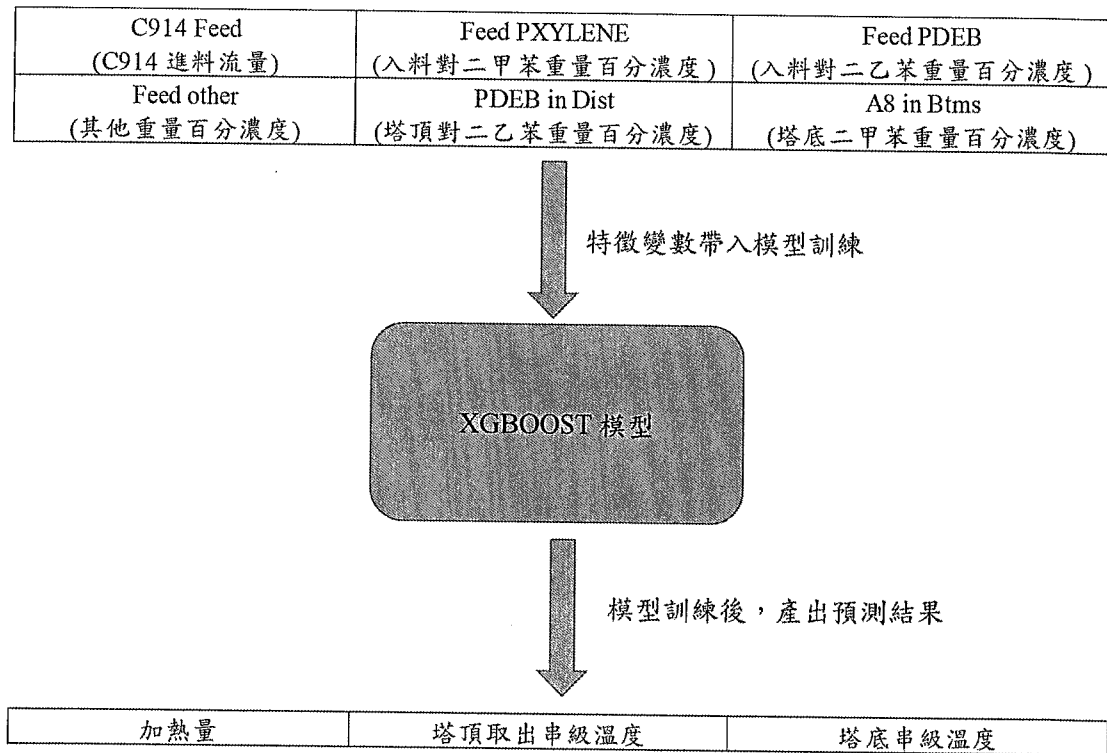 C914 Feed
(C914 進料流量)
Feed PXYLENE
(入料對二甲苯重量百分濃度)
Feed PDEB
(入料對二乙苯重量百分濃度)
Feed other
(其他重量百分濃度)
PDEB in Dist
(塔頂對二乙苯重量百分濃度)
A8 in Btms
(塔底二甲苯重量百分濃度)
特徵變數帶入模型訓練
XGBOOST 模型
模型訓練後，產出預測結果
加熱量
塔頂取出串級溫度
塔底串級溫度